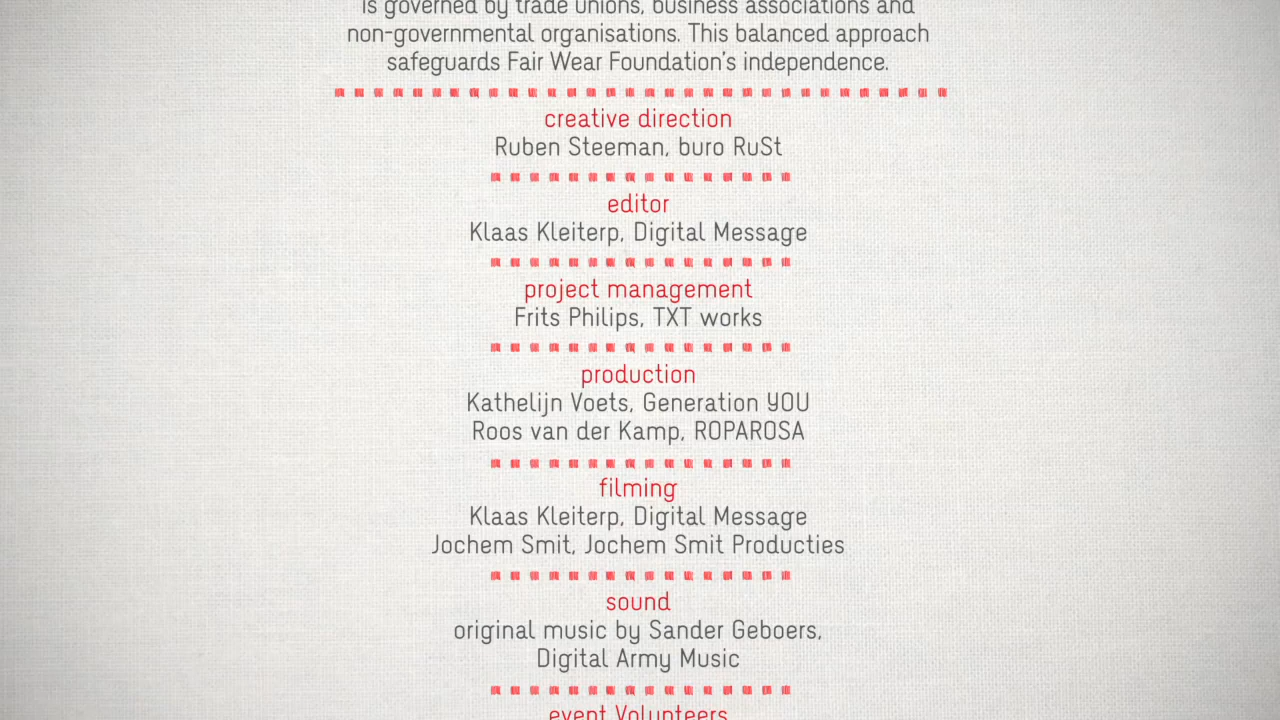 is governed by trade unions, business associations and
non-governmental organisations. This balanced approach
safeguards Fair Wear Foundation's independence.
creative direction
Ruben Steeman, buro RuSt
editor
Klaas Kleiterp, Digital Message
project management
Frits Philips, TXT works
production
Kathelijn Voets, Generation YOU
Roos van der Kamp, ROPAROSA
filming
Klaas Kleiterp, Digital Message
Jochem Smit, Jochem Smit Producties
sound
original music by Sander Geboers,
Digital Army Music
event Volunteers